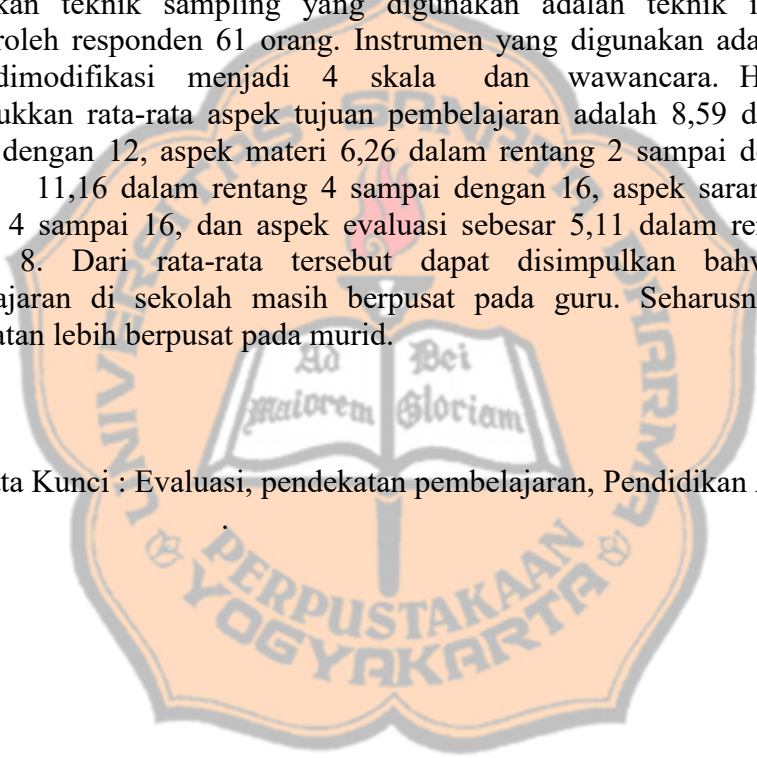 kan teknik sampling yang digunakan adalah teknik i
roleh responden 61 orang. Instrumen yang digunakan ada
dimodifikasi menjadi 4 skala dan wawancara. H
ukkan rata-rata aspek tujuan pembelajaran adalah 8,59 d
dengan 12, aspek materi 6,26 dalam rentang 2 sampai d
11,16 dalam rentang 4 sampai dengan 16, aspek saran
4 sampai 16, dan aspek evaluasi sebesar 5,11 dalam re
8. Dari rata-rata tersebut dapat disimpulkan bahw
ajaran di sekolah masih berpusat pada guru. Seharusn
atan lebih berpusat pada murid.
Ad Dei
maiorem Gloriam
ta Kunci : Evaluasi, pendekatan pembelajaran, Pendidikan
.
UNIVERSITAS SANATA DHARMA
PERPUSTAKAAN
YOGYAKARTA